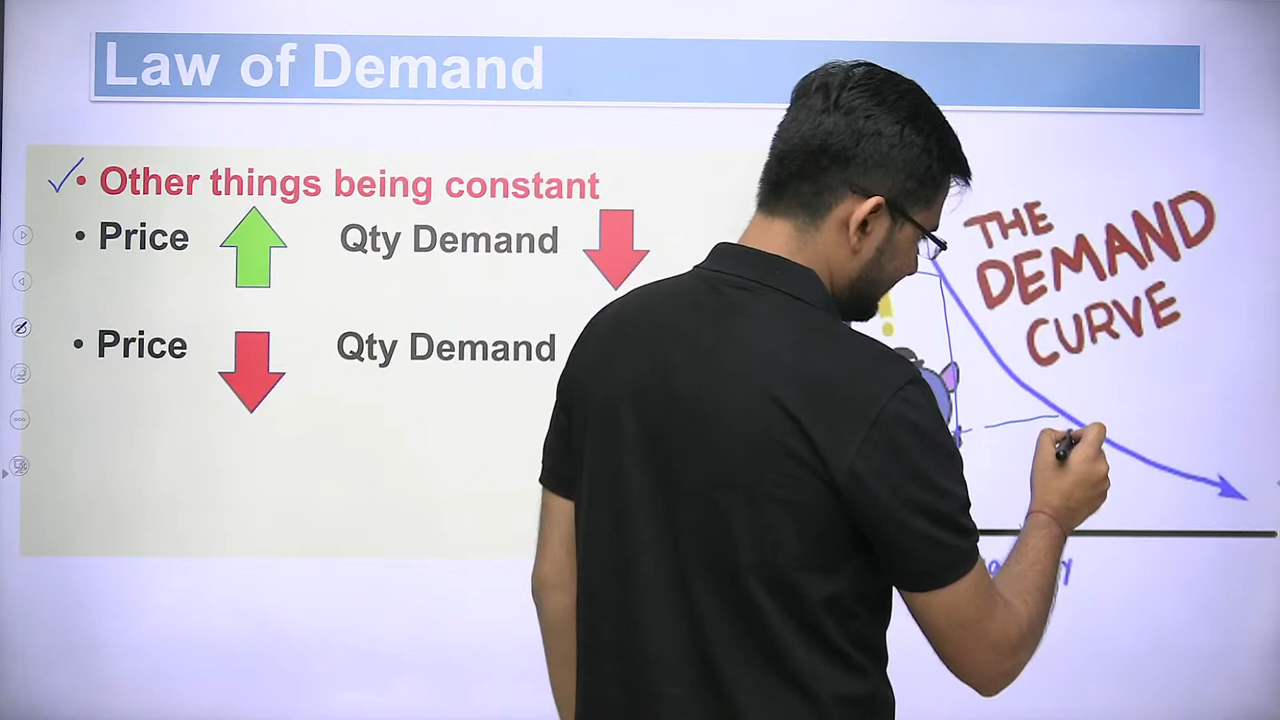 Law of Demand
• Other things being constant
• Price Qty Demand
• Price Qty Demand
THE
DEMAND
CURVE